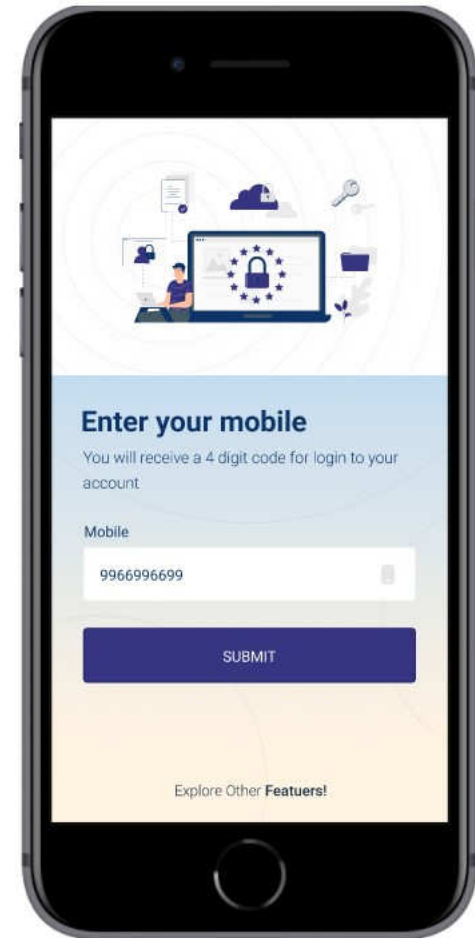 Enter your mobile
You will receive a 4 digit code for login to your
account
Mobile
9966996699
SUBMIT
Explore Other Featuers!